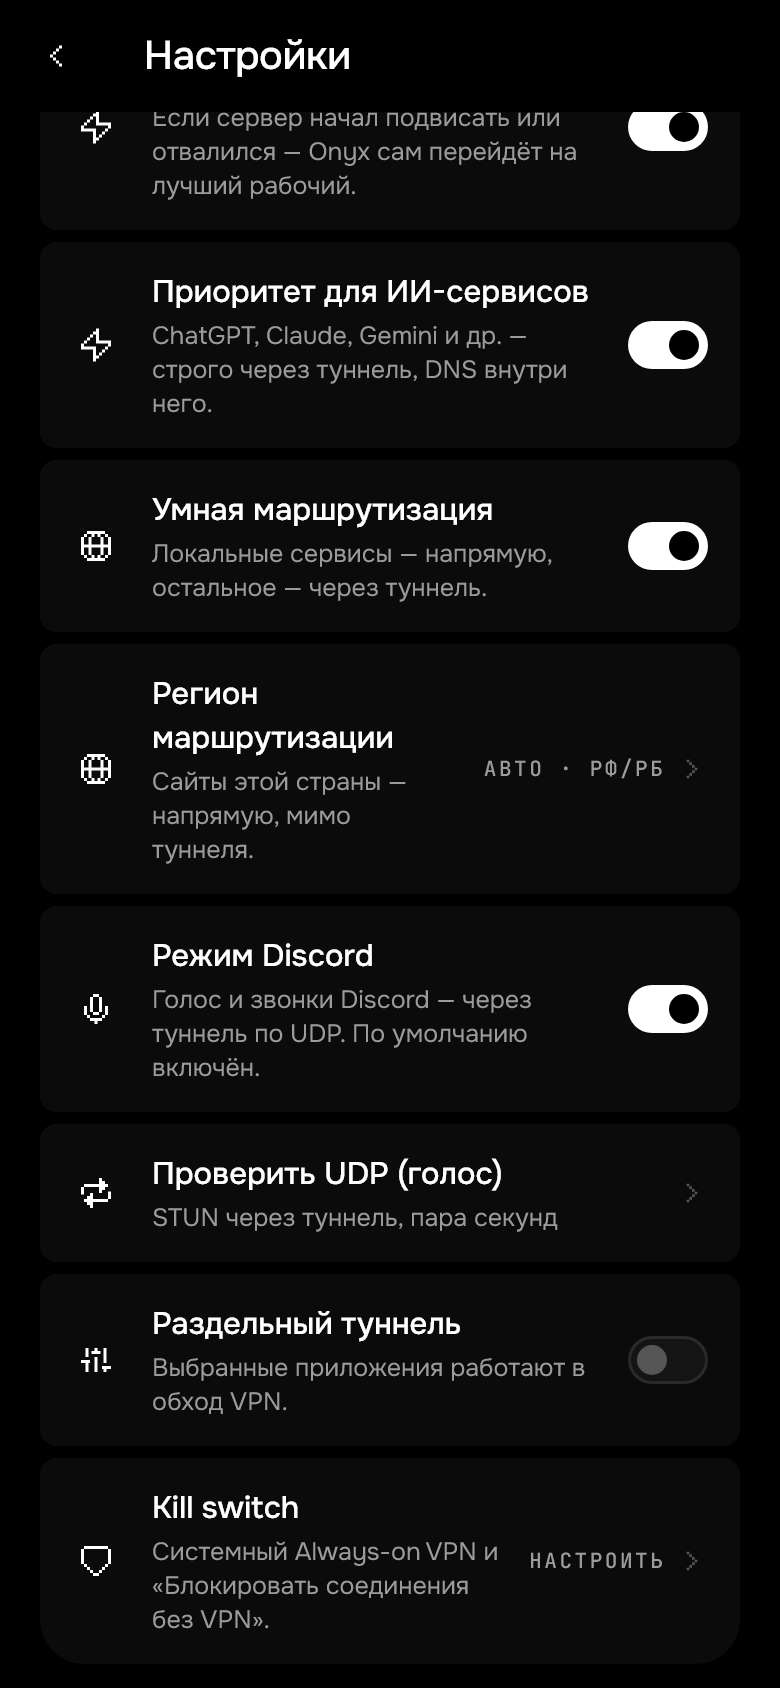 Настройки
Если сервер начал подвисать или
отвалился — Onyx сам перейдёт на
лучший рабочий.
Приоритет для ИИ-сервисов
ChatGPT, Claude, Gemini и др. —
строго через туннель, DNS внутри
него.
Умная маршрутизация
Локальные сервисы — напрямую,
остальное — через туннель.
Регион
маршрутизации
Сайты этой страны —
напрямую, мимо
туннеля.
АВТО · РФ/РБ
Режим Discord
Голос и звонки Discord — через
туннель по UDP. По умолчанию
включён.
Проверить UDP (голос)
STUN через туннель, пара секунд
Раздельный туннель
Выбранные приложения работают в
обход VPN.
Kill switch
Системный Always-on VPN и
«Блокировать соединения
без VPN».
НАСТРОИТЬ